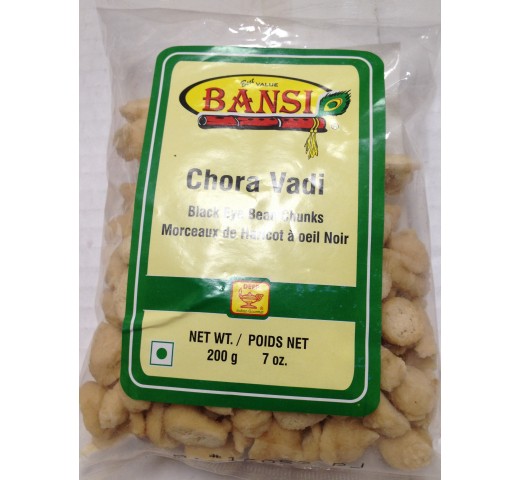 BEST VALUE
BANSI
Chora Vadi
Black Eye Bean Chunks
Morceaux de Haricot à oeil Noir
DEEP
NET WT. / POIDS NET
200 g 7 oz.